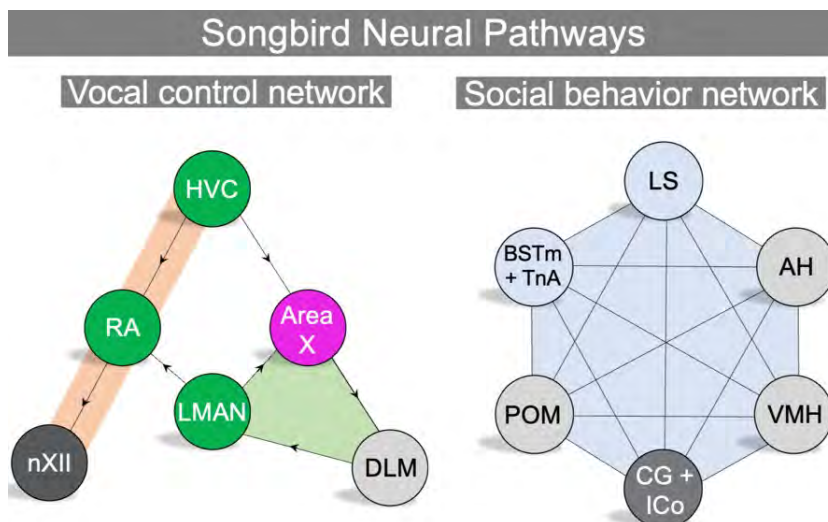 Songbird Neural Pathways
Vocal control network
Social behavior network
HVC
RA
Area
X
LMAN
nXII
DLM
LS
BSTm
+ TnA
AH
POM
VMH
CG +
ICo